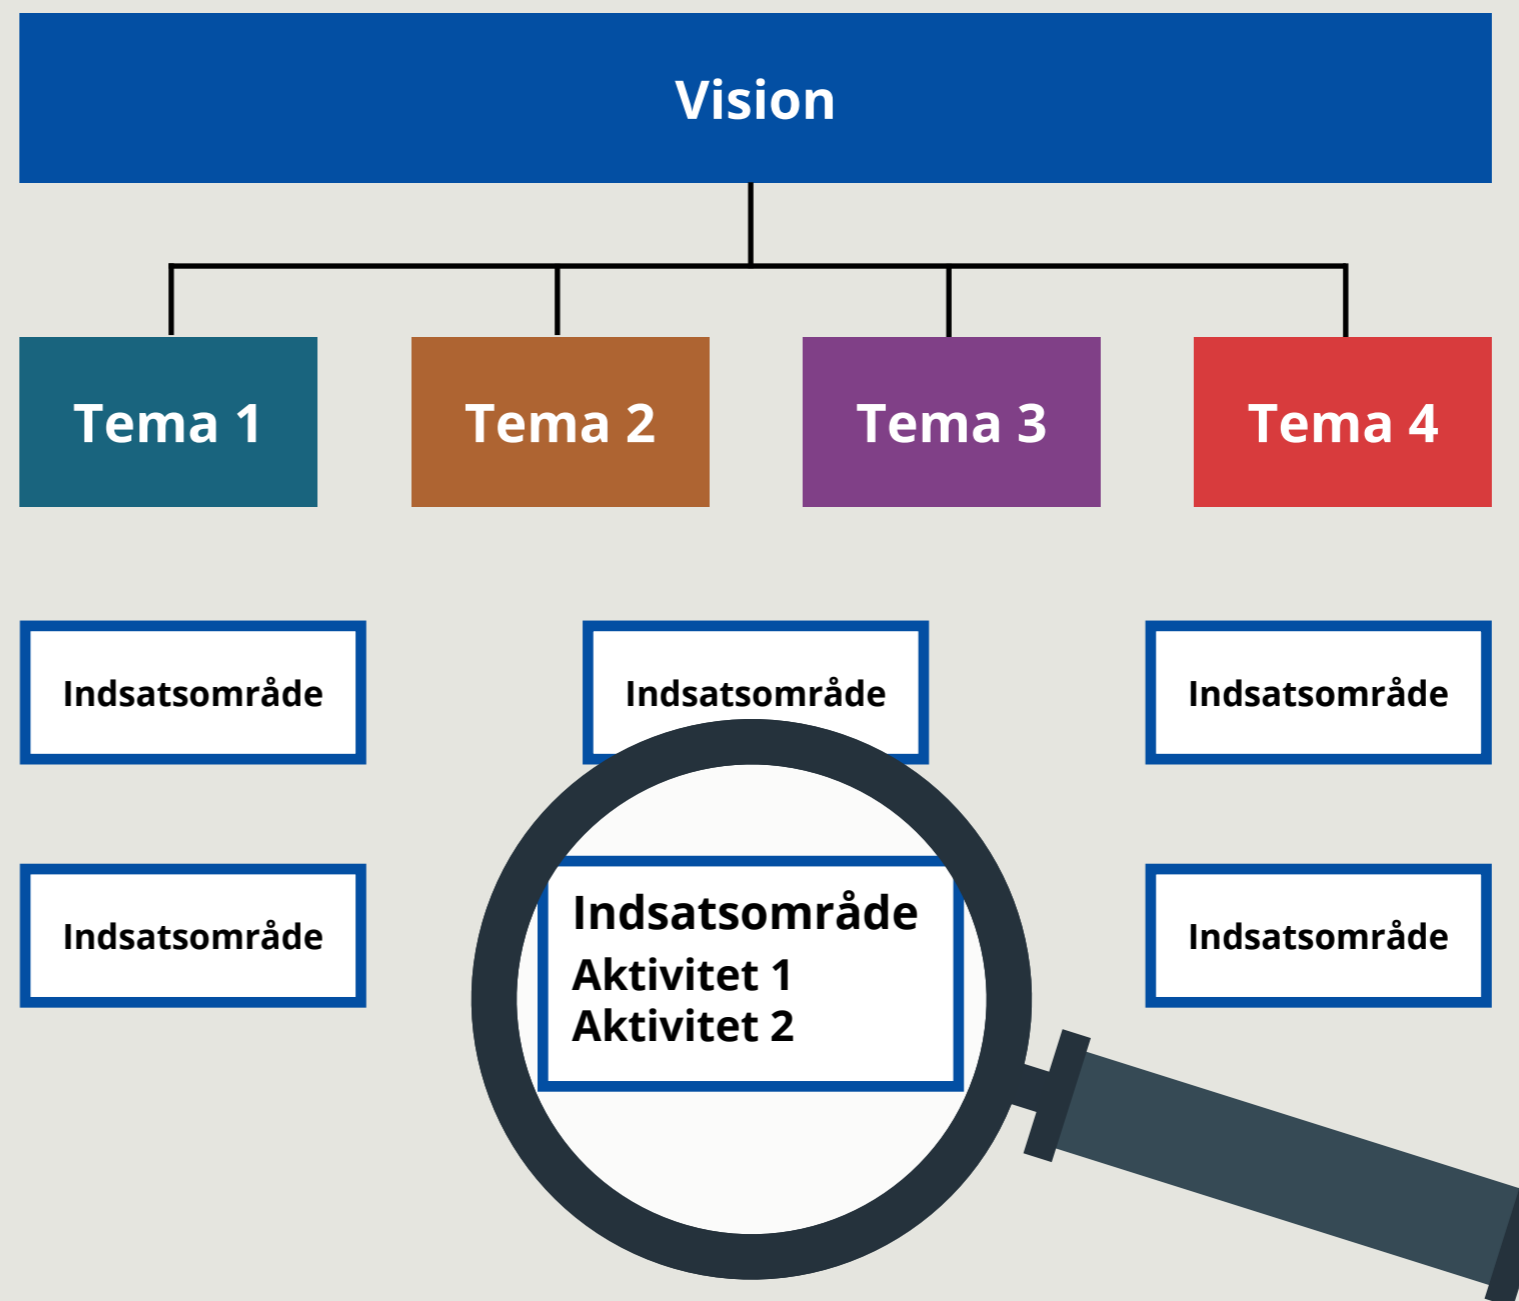 Vision
Tema 1
Tema 2
Tema 3
Tema 4
Indsatsområde
Indsatsområde
Indsatsområde
Indsatsområde
Indsatsområde
Aktivitet 1
Aktivitet 2
Indsatsområde